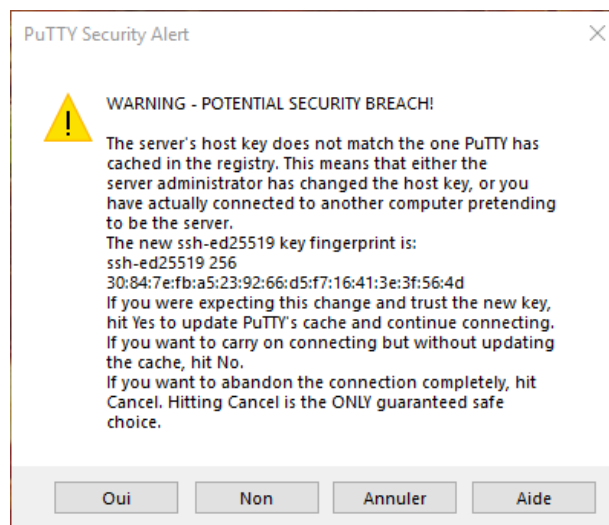 PuTTY Security Alert
WARNING - POTENTIAL SECURITY BREACH!
The server's host key does not match the one PuTTY has
cached in the registry. This means that either the
server administrator has changed the host key, or you
have actually connected to another computer pretending
to be the server.
The new ssh-ed25519 key fingerprint is:
ssh-ed25519 256
30:84:7e:fb:a5:23:92:66:d5:f7:16:41:3e:3f:56:4d
If you were expecting this change and trust the new key,
hit Yes to update PuTTY's cache and continue connecting.
If you want to carry on connecting but without updating
the cache, hit No.
If you want to abandon the connection completely, hit
Cancel. Hitting Cancel is the ONLY guaranteed safe
choice.
Oui Non Annuler Aide